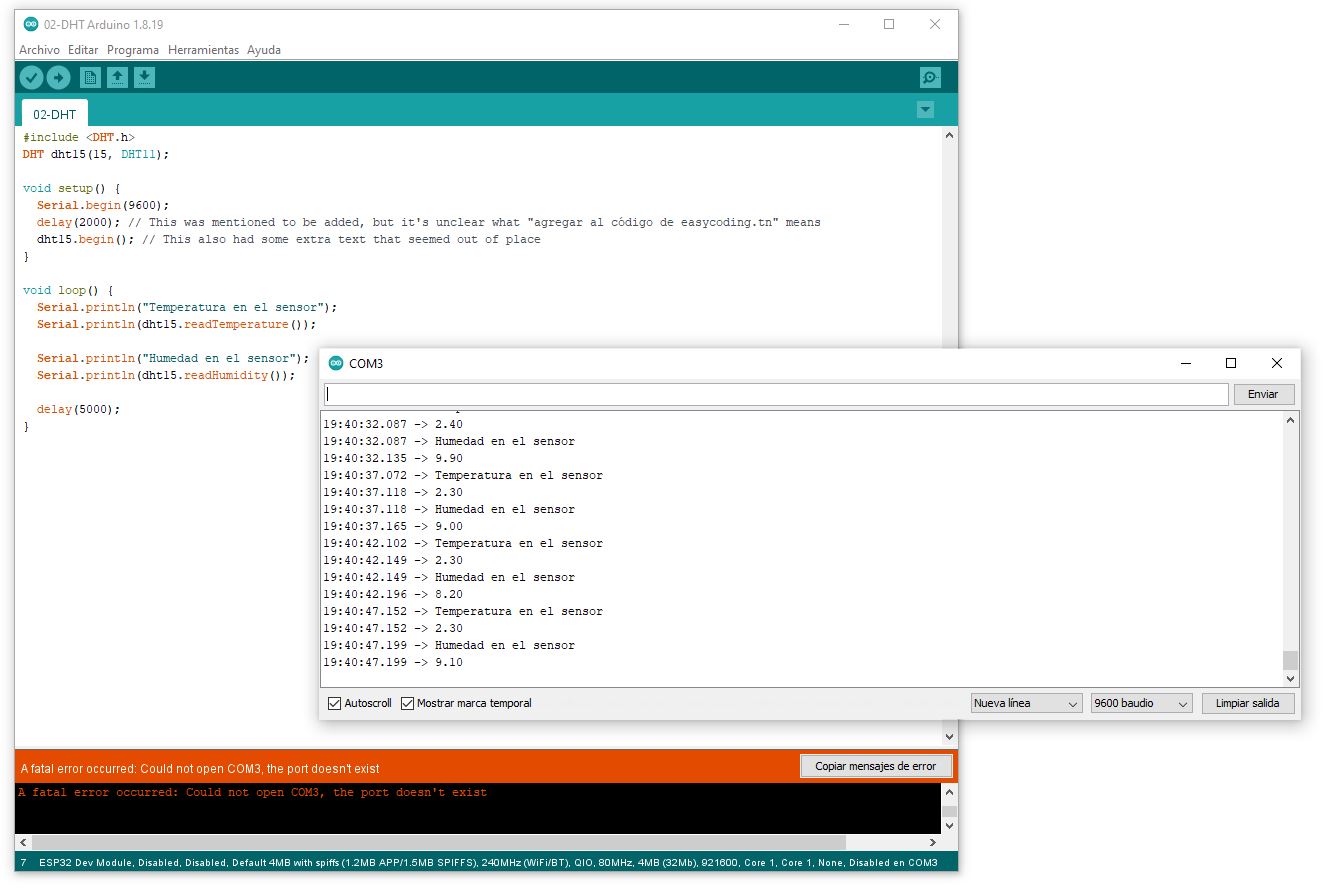 02-DHT Arduino 1.8.19
Archivo Editar Programa Herramientas Ayuda
02-DHT
#include <DHT.h>
DHT dht15(15, DHT11);
void setup() {
Serial.begin(9600);
delay(2000); // This was mentioned to be added, but it's unclear what "agregar al código de easycoding.tn" means
dht15.begin(); // This also had some extra text that seemed out of place
}
void loop() {
Serial.println("Temperatura en el sensor");
Serial.println(dht15.readTemperature());
Serial.println("Humedad en el sensor");
Serial.println(dht15.readHumidity());
delay(5000);
}
COM3
Enviar
19:40:32.087 -> 2.40
19:40:32.087 -> Humedad en el sensor
19:40:32.135 -> 9.90
19:40:37.072 -> Temperatura en el sensor
19:40:37.118 -> 2.30
19:40:37.118 -> Humedad en el sensor
19:40:37.165 -> 9.00
19:40:42.102 -> Temperatura en el sensor
19:40:42.149 -> 2.30
19:40:42.149 -> Humedad en el sensor
19:40:42.196 -> 8.20
19:40:47.152 -> Temperatura en el sensor
19:40:47.152 -> 2.30
19:40:47.199 -> Humedad en el sensor
19:40:47.199 -> 9.10
Autoscroll Mostrar marca temporal Nueva línea 9600 baudio Limpiar salida
A fatal error occurred: Could not open COM3, the port doesn't exist Copiar mensajes de error
A fatal error occurred: Could not open COM3, the port doesn't exist
7 ESP32 Dev Module, Disabled, Disabled, Default 4MB with spiffs (1.2MB APP/1.5MB SPIFFS), 240MHz (WiFi/BT), QIO, 80MHz, 4MB (32Mb), 921600, Core 1, Core 1, None, Disabled en COM3